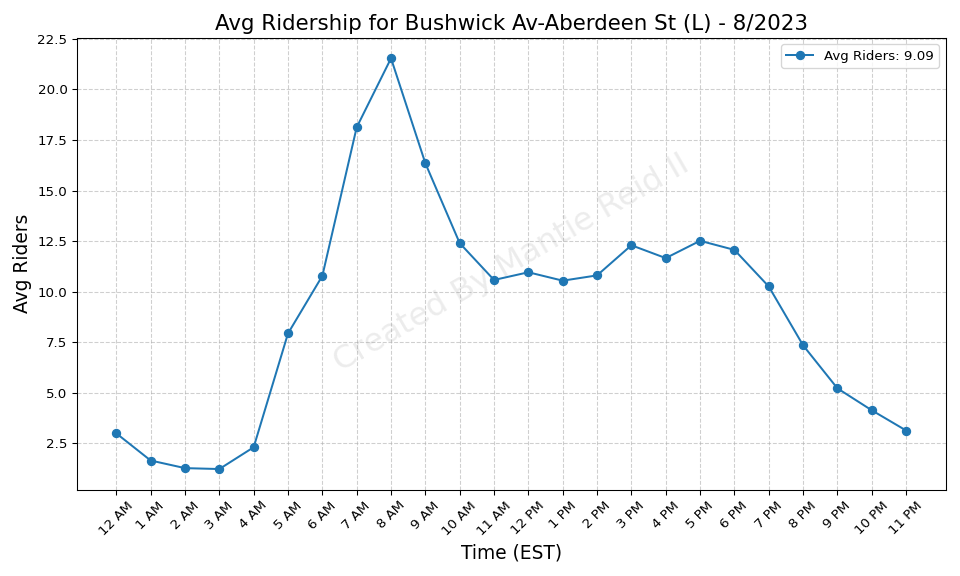 Avg Ridership for Bushwick Av-Aberdeen St (L) - 8/2023
Avg Riders: 9.09
22.5
20.0
17.5
15.0
12.5
10.0
7.5
5.0
2.5
Avg Riders
Created By Mantie Reid II
12 AM
1 AM
2 AM
3 AM
4 AM
5 AM
6 AM
7 AM
8 AM
9 AM
10 AM
11 AM
12 PM
1 PM
2 PM
3 PM
4 PM
5 PM
6 PM
7 PM
8 PM
9 PM
10 PM
11 PM
Time (EST)